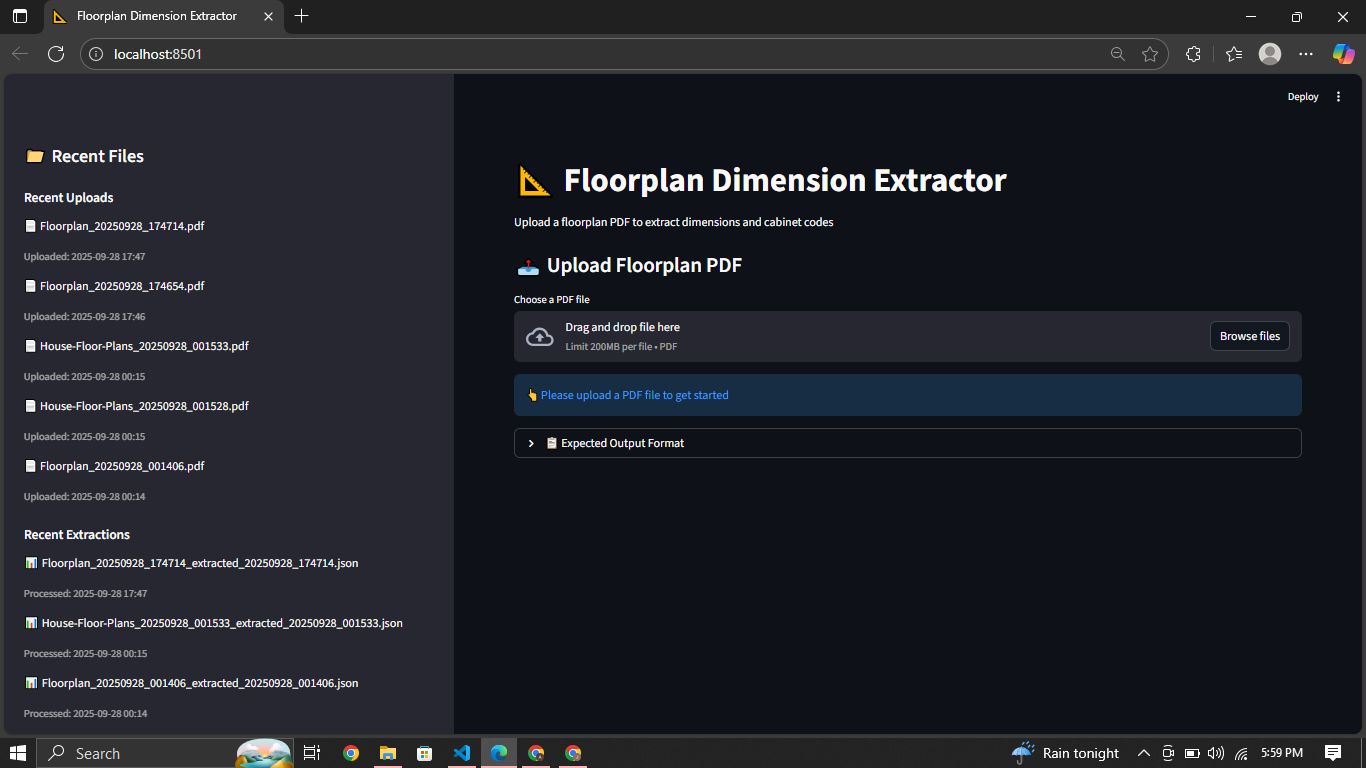 Floorplan Dimension Extractor
localhost:8501
Deploy
📁 Recent Files
Recent Uploads
📄 Floorplan_20250928_174714.pdf
Uploaded: 2025-09-28 17:47
📄 Floorplan_20250928_174654.pdf
Uploaded: 2025-09-28 17:46
📄 House-Floor-Plans_20250928_001533.pdf
Uploaded: 2025-09-28 00:15
📄 House-Floor-Plans_20250928_001528.pdf
Uploaded: 2025-09-28 00:15
📄 Floorplan_20250928_001406.pdf
Uploaded: 2025-09-28 00:14
Recent Extractions
📊 Floorplan_20250928_174714_extracted_20250928_174714.json
Processed: 2025-09-28 17:47
📊 House-Floor-Plans_20250928_001533_extracted_20250928_001533.json
Processed: 2025-09-28 00:15
📊 Floorplan_20250928_001406_extracted_20250928_001406.json
Processed: 2025-09-28 00:14
📐 Floorplan Dimension Extractor
Upload a floorplan PDF to extract dimensions and cabinet codes
📤 Upload Floorplan PDF
Choose a PDF file
Drag and drop file here
Limit 200MB per file • PDF
Browse files
👆 Please upload a PDF file to get started
📋 Expected Output Format
Search
Rain tonight
5:59 PM